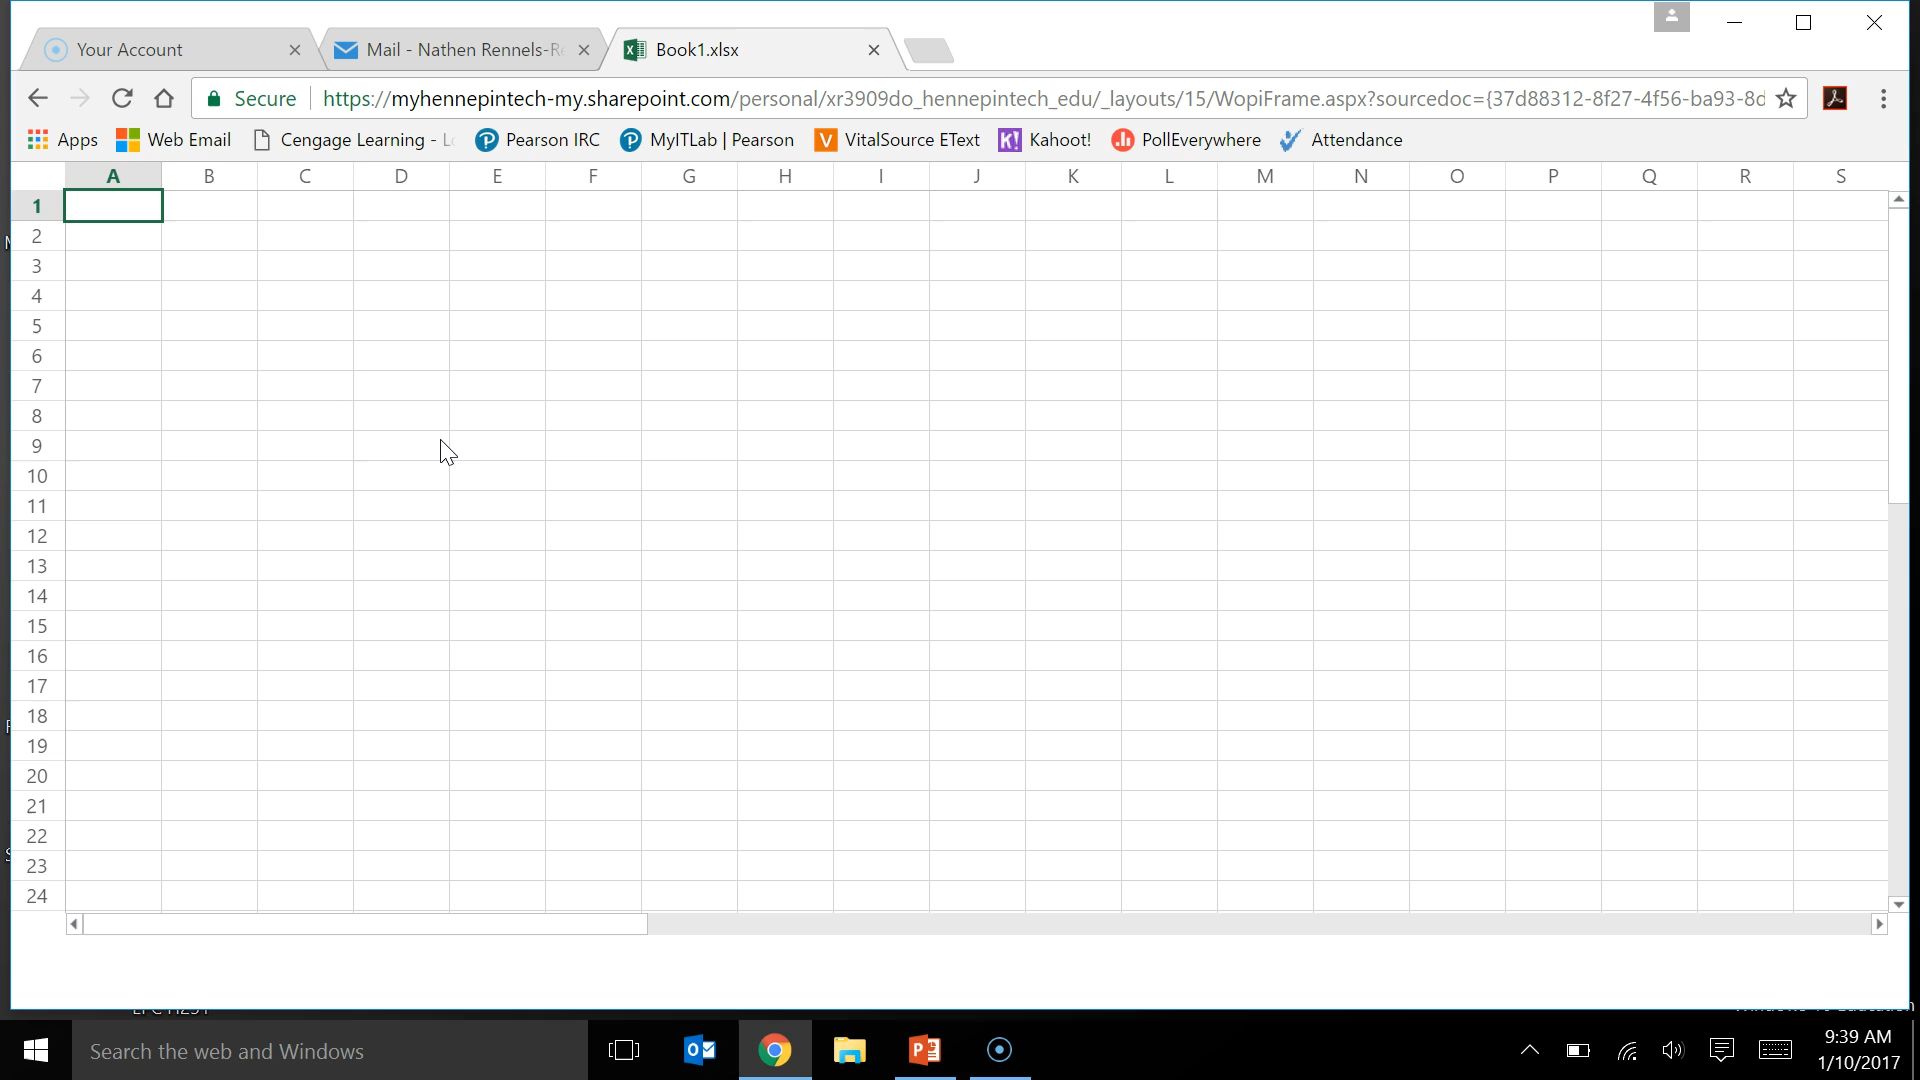 Your Account
Mail - Nathen Rennels-R
Book1.xlsx
Secure
https://myhennepintech-my.sharepoint.com/personal/xr3909do_hennepintech_edu/_layouts/15/WopiFrame.aspx?sourcedoc={37d88312-8f27-4f56-ba93-8d
Apps
Web Email
Cengage Learning - Lo
Pearson IRC
MyITLab | Pearson
VitalSource EText
K!
Kahoot!
PollEverywhere
Attendance
A B C D E F G H I J K L M N O P Q R S
1
2
3
4
5
6
7
8
9
10
11
12
13
14
15
16
17
18
19
20
21
22
23
24
Search the web and Windows
9:39 AM
1/10/2017